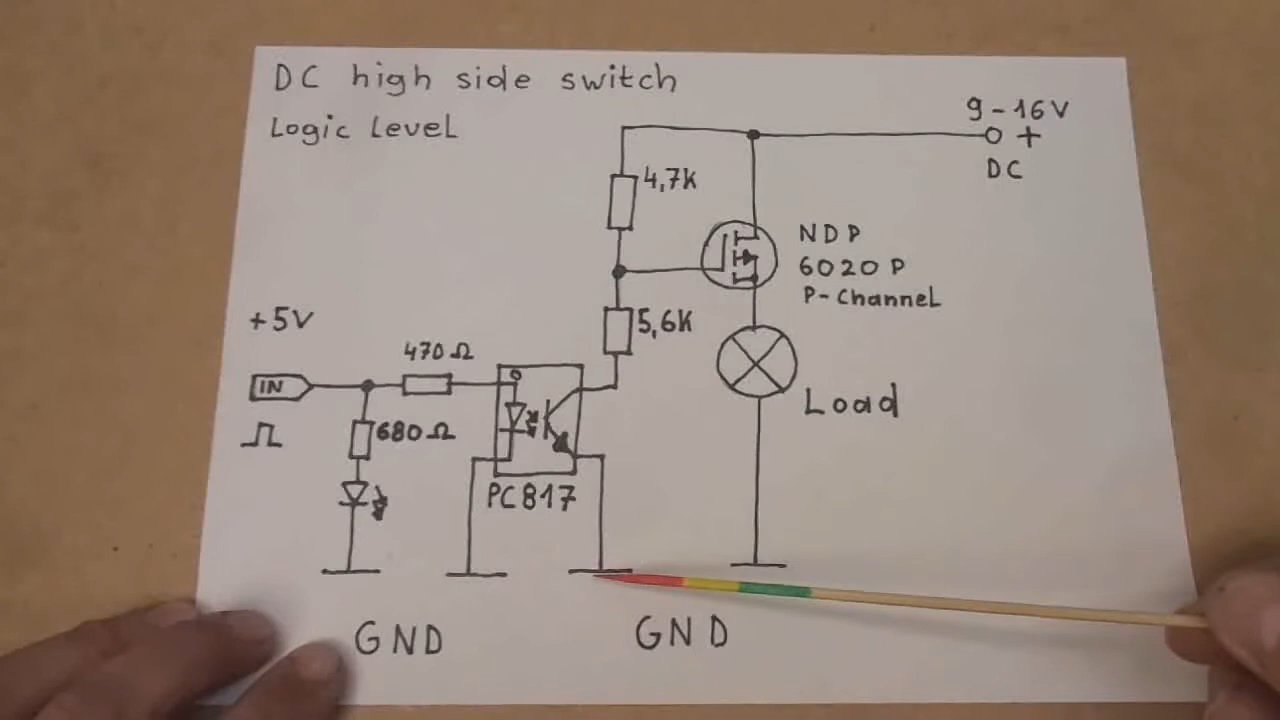 DC high side switch
Logic Level
9-16V
+
DC
4,7K
NDP
6020P
P-Channel
5,6K
+5V
470Ω
IN
680Ω
Load
PC817
GND
GND